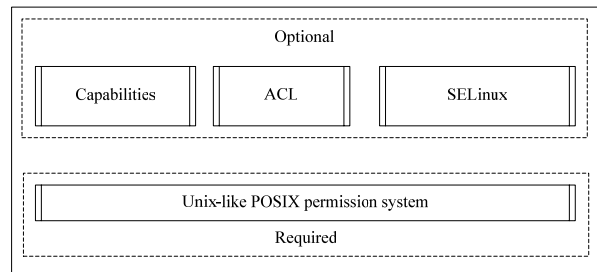 Optional
Capabilities
ACL
SELinux
Unix-like POSIX permission system
Required